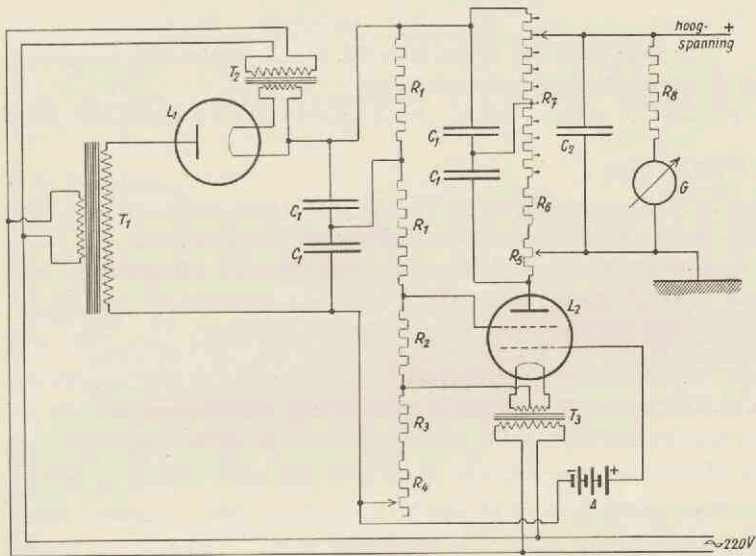 hoog-
spanning
+
T2
R1
L1
R7
R8
C1
C2
C1
R6
G
T1
C1
R1
C1
R5
L2
R2
T3
R3
R4
− +
A
~220V